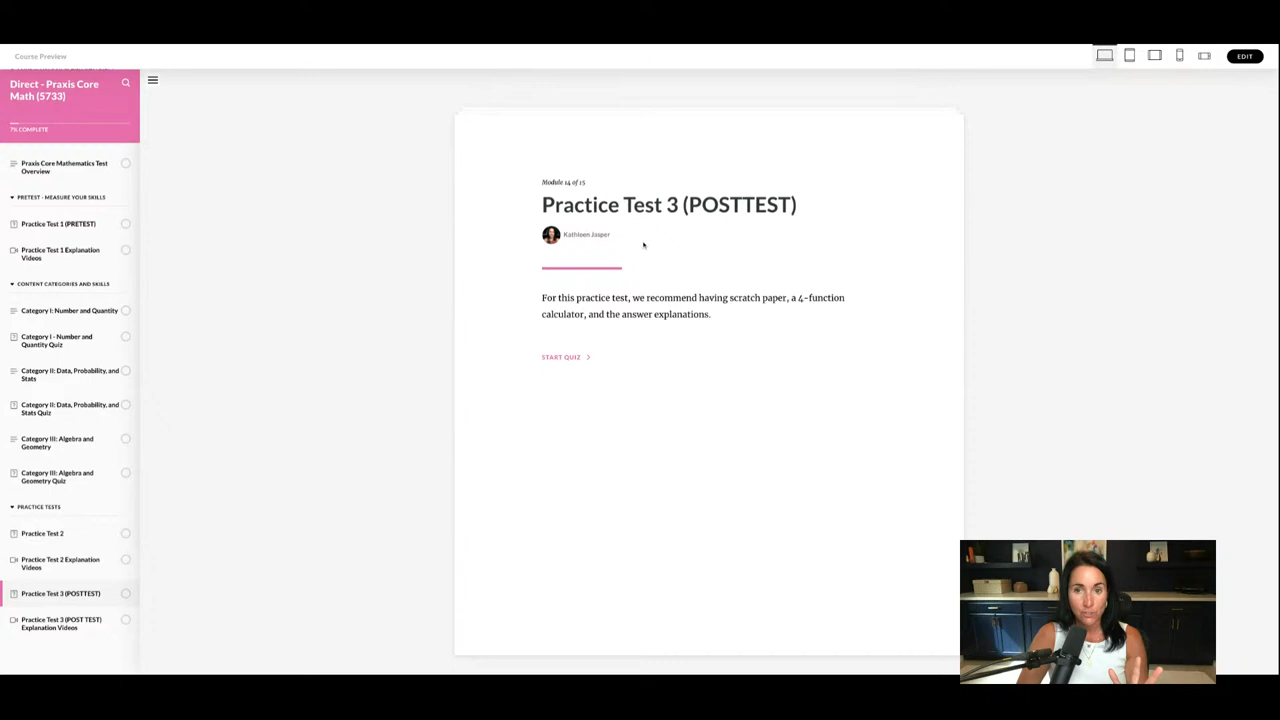 Course Preview
EDIT
Direct - Praxis Core
Math (5733)
7% COMPLETE
Praxis Core Mathematics Test
Overview
PRETEST - MEASURE YOUR SKILLS
Practice Test 1 (PRETEST)
Practice Test 1 Explanation
Videos
CONTENT CATEGORIES AND SKILLS
Category I: Number and Quantity
Category I - Number and
Quantity Quiz
Category II: Data, Probability, and
Stats
Category II: Data, Probability, and
Stats Quiz
Category III: Algebra and
Geometry
Category III: Algebra and
Geometry Quiz
PRACTICE TESTS
Practice Test 2
Practice Test 2 Explanation
Videos
Practice Test 3 (POSTTEST)
Practice Test 3 (POST TEST)
Explanation Videos
Module 14 of 15
Practice Test 3 (POSTTEST)
Kathleen Jasper
For this practice test, we recommend having scratch paper, a 4-function
calculator, and the answer explanations.
START QUIZ